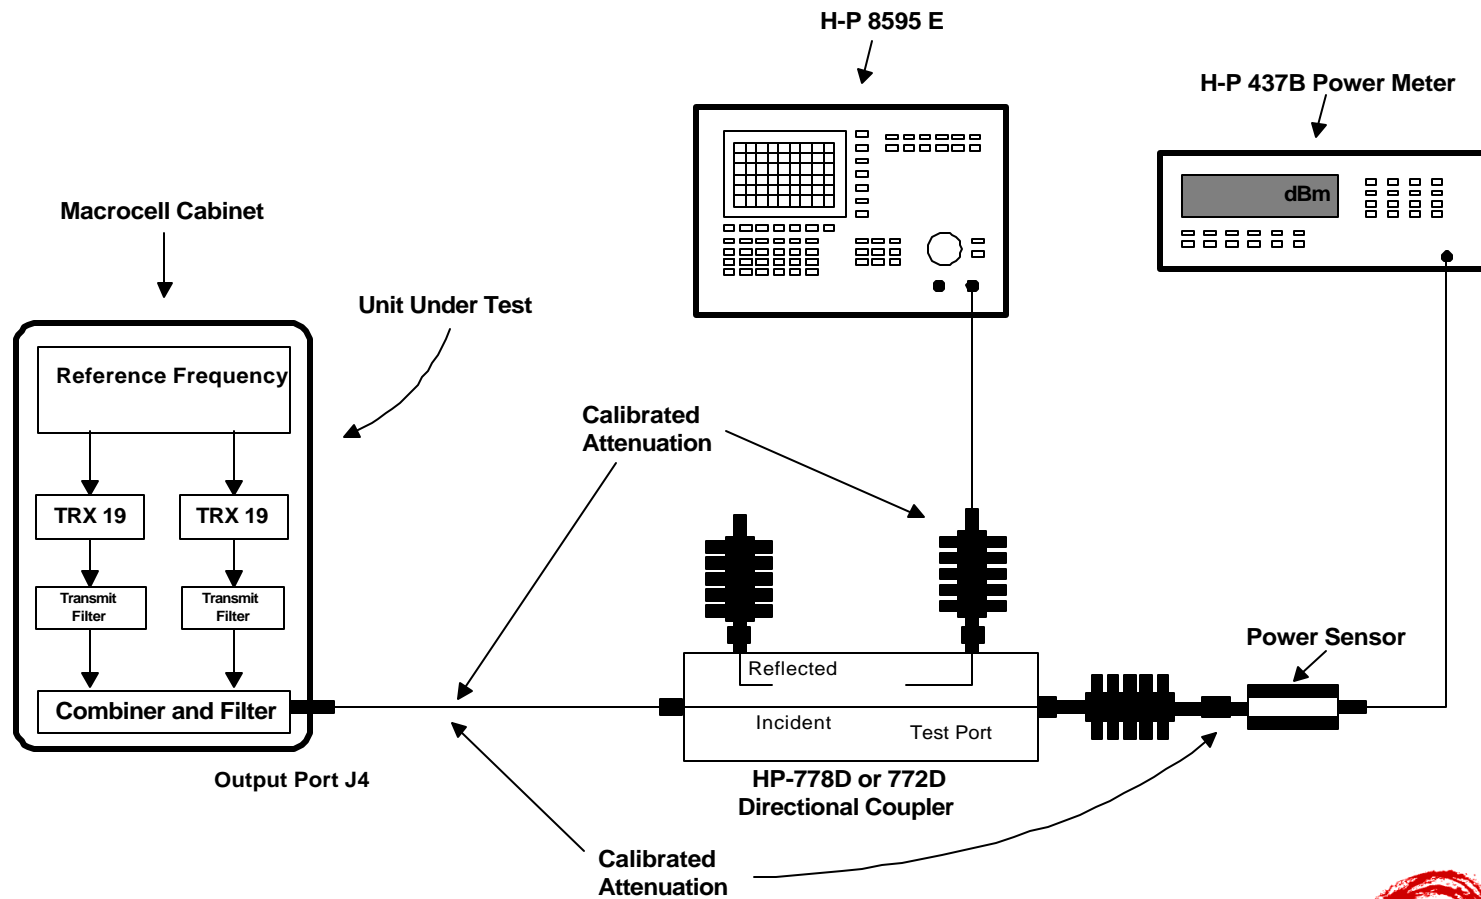 H-P 8595 E
H-P 437B Power Meter
dBm
Macrocell Cabinet
Unit Under Test
Reference Frequency
Calibrated
Attenuation
TRX 19
TRX 19
Transmit
Filter
Transmit
Filter
Power Sensor
Reflected
Combiner and Filter
Incident
Test Port
Output Port J4
HP-778D or 772D
Directional Coupler
Calibrated
Attenuation